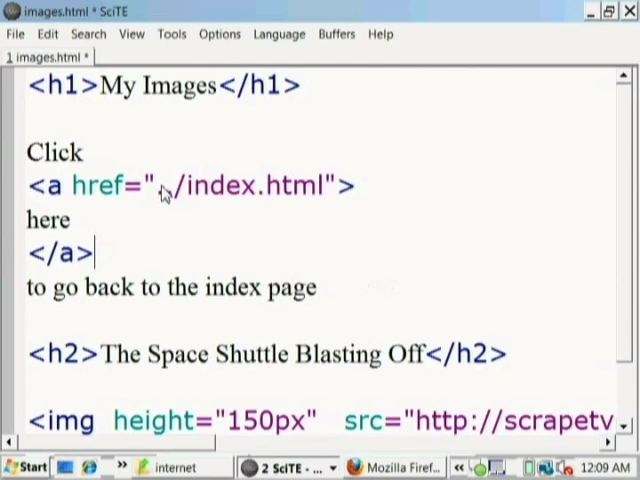 images.html * SciTE
File Edit Search View Tools Options Language Buffers Help
1 images.html *
<h1>My Images</h1>
Click
<a href="../index.html">
here
</a>
to go back to the index page
<h2>The Space Shuttle Blasting Off</h2>
<img height="150px" src="http://scrapetv
Start » internet 2 SciTE - ... Mozilla Firef... « 12:09 AM